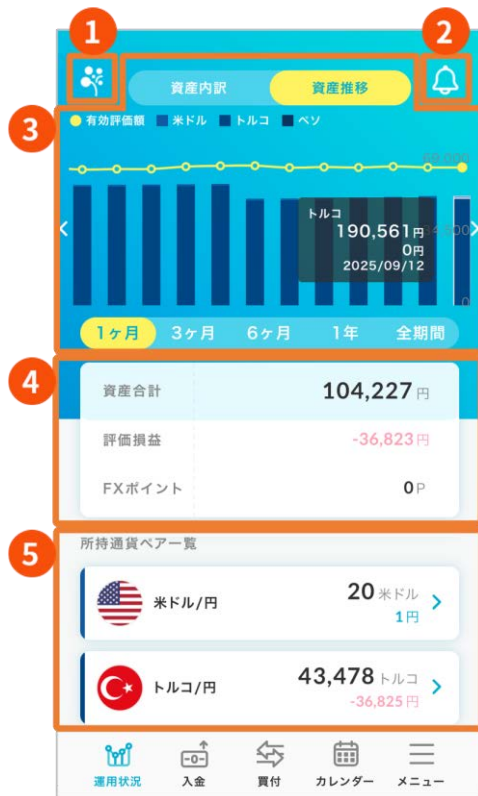 1
2
資産内訳
資産推移
3
有効評価額
米ドル
トルコ
ペソ
69,000
トルコ
190,561円
0円
2025/09/12
0
1ヶ月
3ヶ月
6ヶ月
1年
全期間
4
資産合計
104,227円
評価損益
-36,823円
FXポイント
0P
5
所持通貨ペア一覧
米ドル/円
20米ドル
1円
トルコ/円
43,478トルコ
-36,825円
運用状況
入金
買付
カレンダー
メニュー